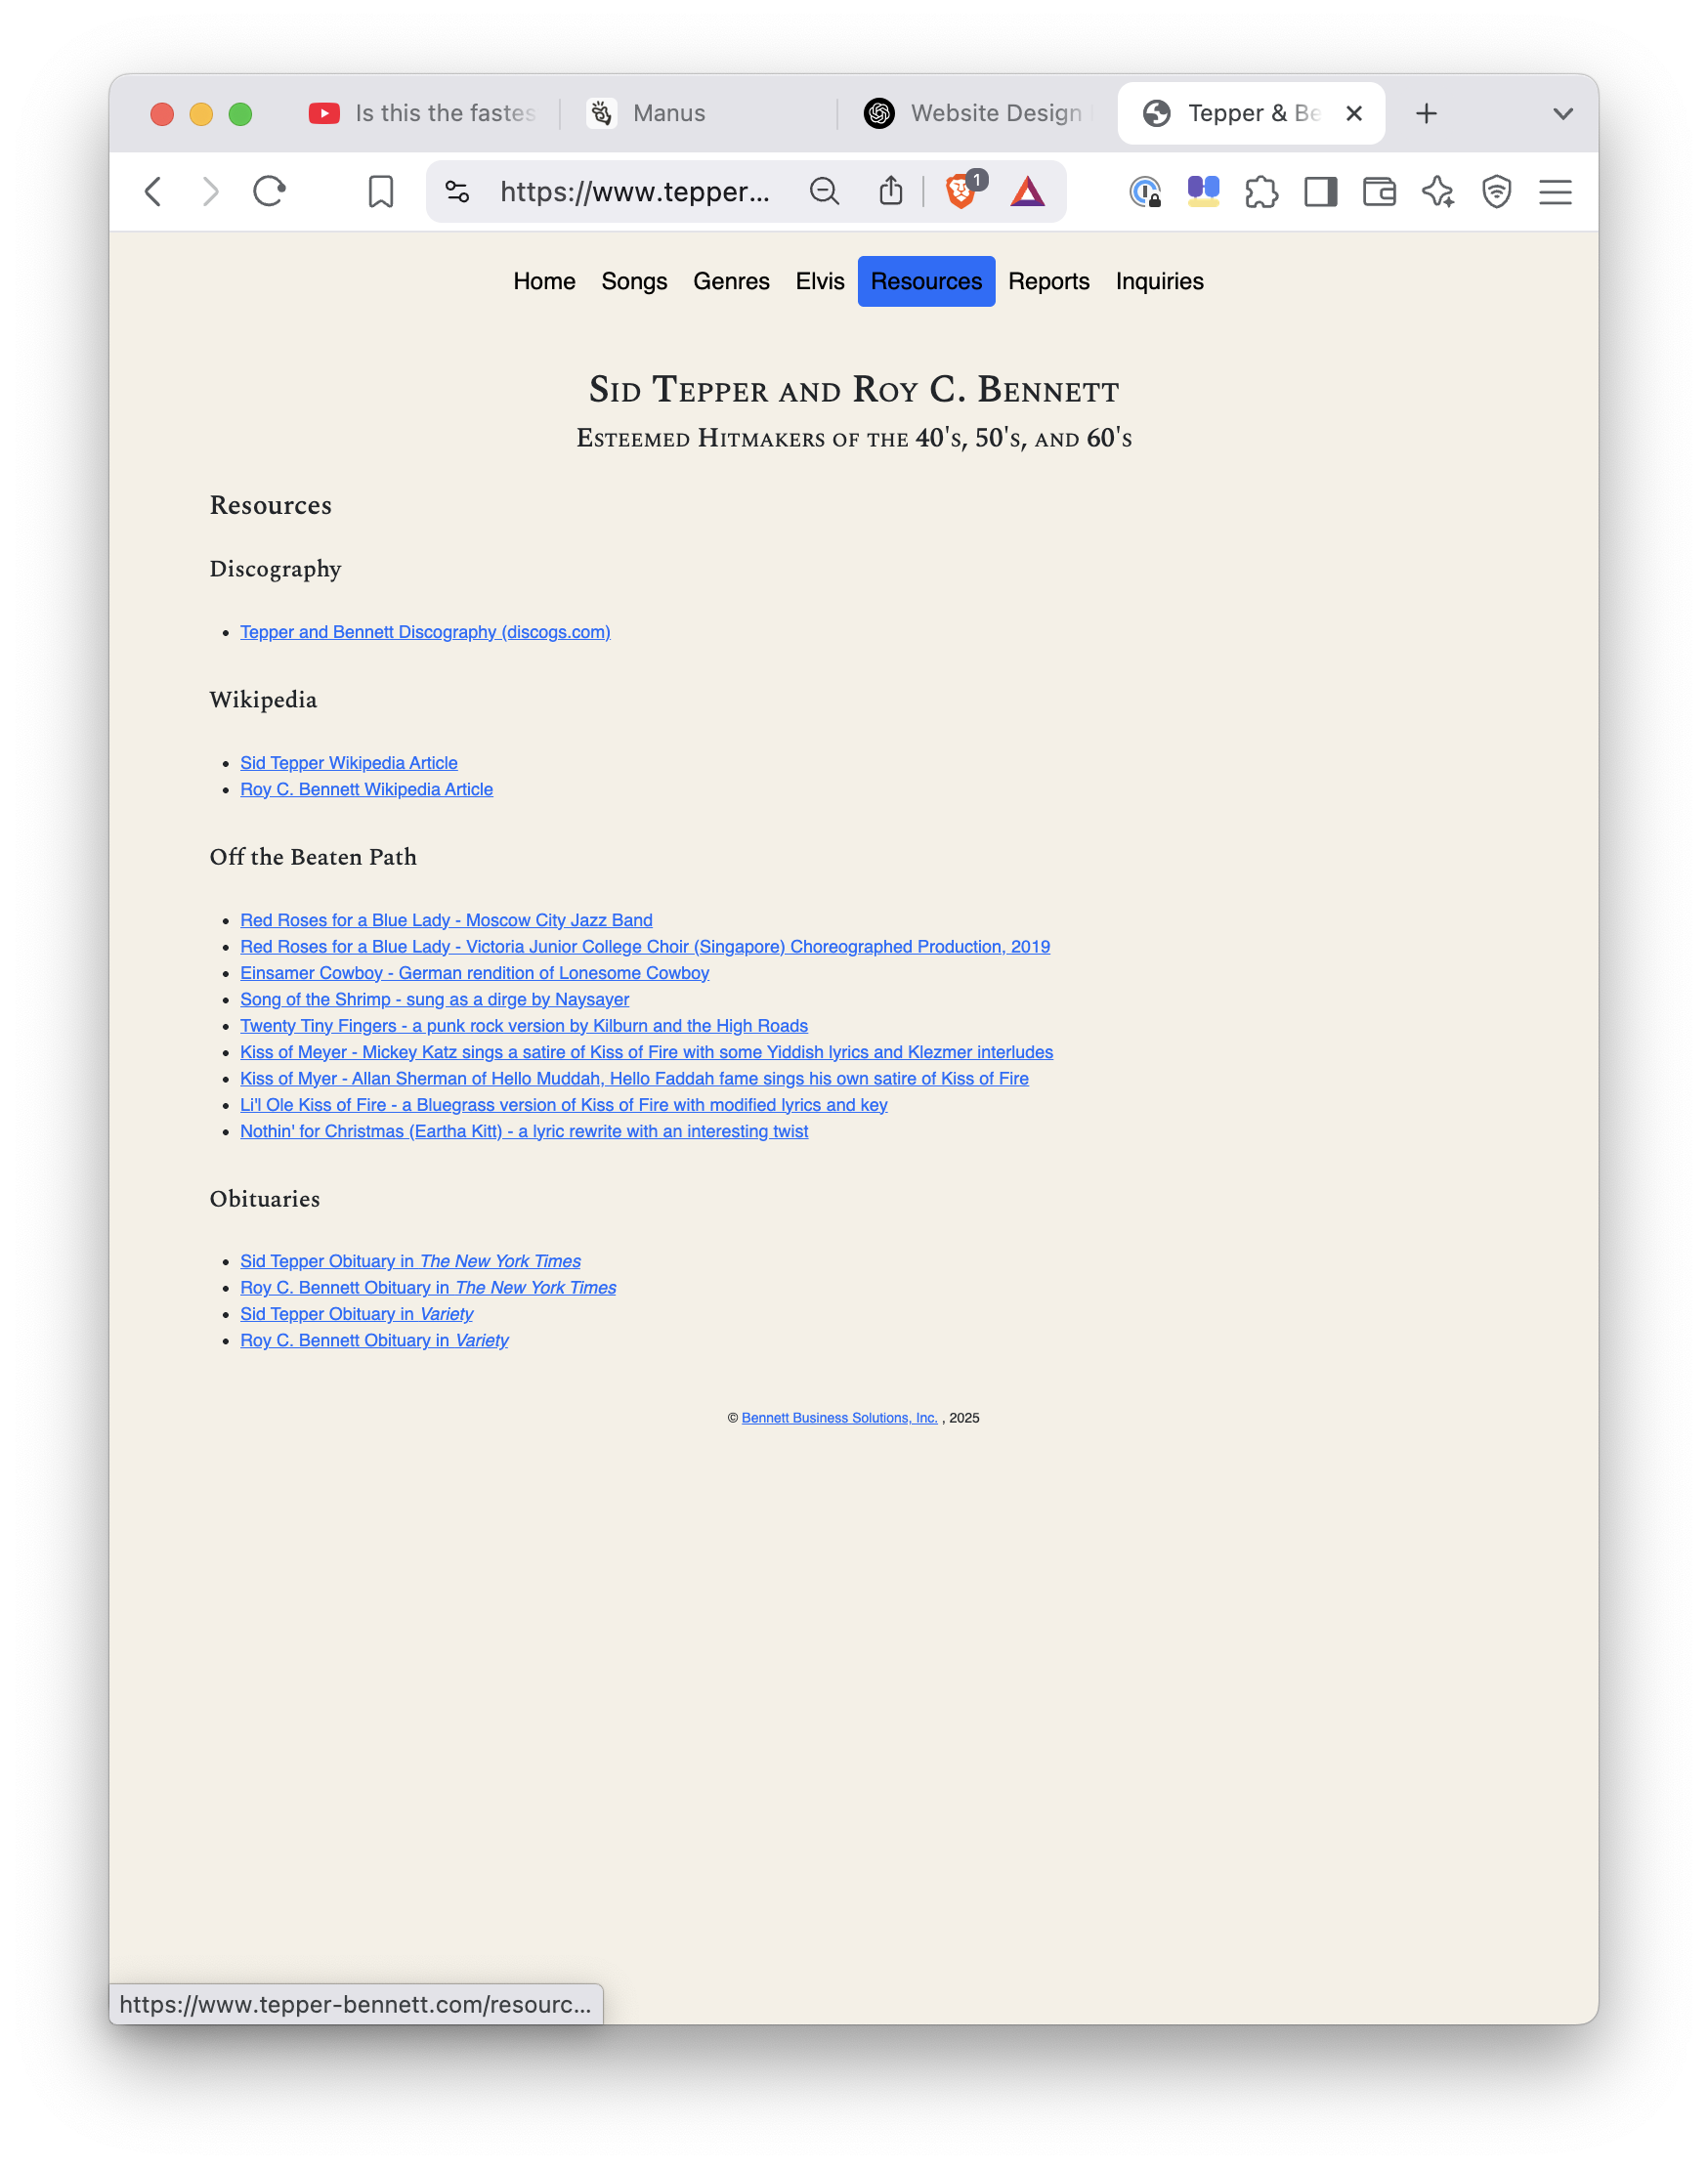 Is this the fastes
Manus
Website Design
Tepper & Be
https://www.tepper...
1
Home Songs Genres Elvis Resources Reports Inquiries
Sid Tepper and Roy C. Bennett
Esteemed Hitmakers of the 40's, 50's, and 60's
Resources
Discography
Tepper and Bennett Discography (discogs.com)
Wikipedia
Sid Tepper Wikipedia Article
Roy C. Bennett Wikipedia Article
Off the Beaten Path
Red Roses for a Blue Lady - Moscow City Jazz Band
Red Roses for a Blue Lady - Victoria Junior College Choir (Singapore) Choreographed Production, 2019
Einsamer Cowboy - German rendition of Lonesome Cowboy
Song of the Shrimp - sung as a dirge by Naysayer
Twenty Tiny Fingers - a punk rock version by Kilburn and the High Roads
Kiss of Meyer - Mickey Katz sings a satire of Kiss of Fire with some Yiddish lyrics and Klezmer interludes
Kiss of Myer - Allan Sherman of Hello Muddah, Hello Faddah fame sings his own satire of Kiss of Fire
Li'l Ole Kiss of Fire - a Bluegrass version of Kiss of Fire with modified lyrics and key
Nothin' for Christmas (Eartha Kitt) - a lyric rewrite with an interesting twist
Obituaries
Sid Tepper Obituary in The New York Times
Roy C. Bennett Obituary in The New York Times
Sid Tepper Obituary in Variety
Roy C. Bennett Obituary in Variety
© Bennett Business Solutions, Inc. , 2025
https://www.tepper-bennett.com/resourc...